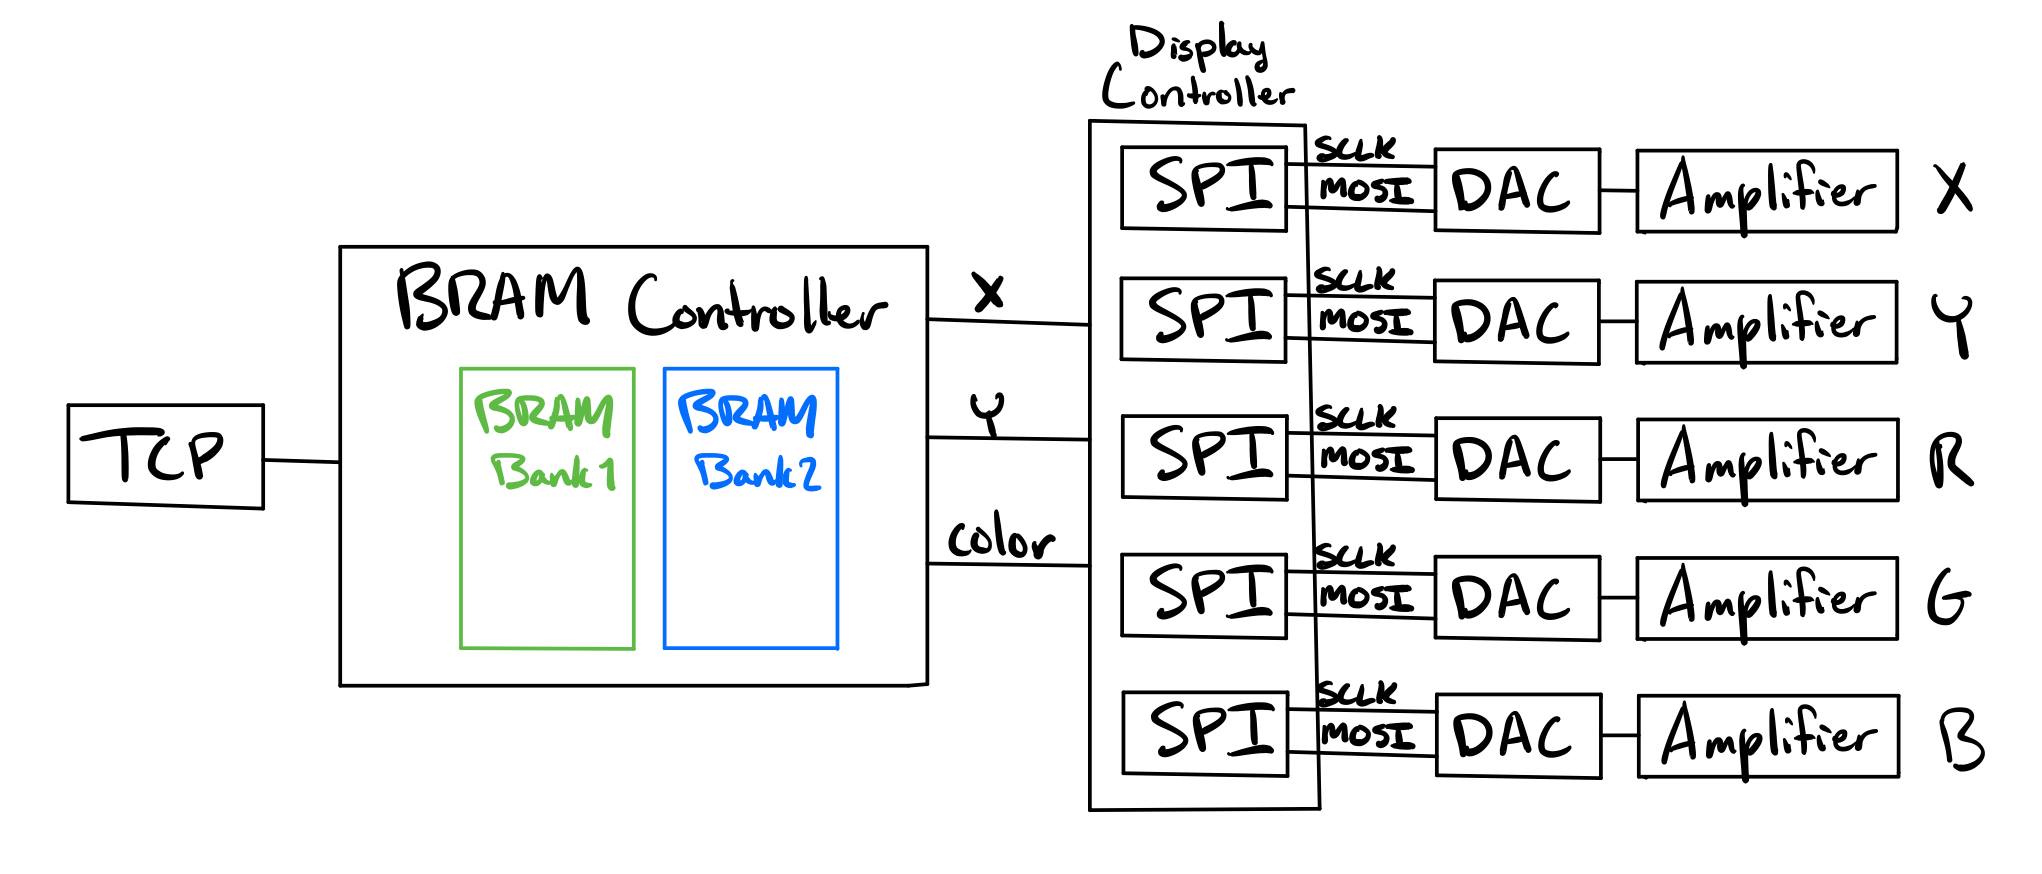 Display
Controller
SCLK
SPI
MOSI
DAC
Amplifier
X
BRAM Controller
X
SCLK
SPI
MOSI
DAC
Amplifier
Y
TCP
BRAM
Bank 1
BRAM
Bank 2
Y
SCLK
SPI
MOSI
DAC
Amplifier
R
color
SCLK
SPI
MOSI
DAC
Amplifier
G
SCLK
SPI
MOSI
DAC
Amplifier
B